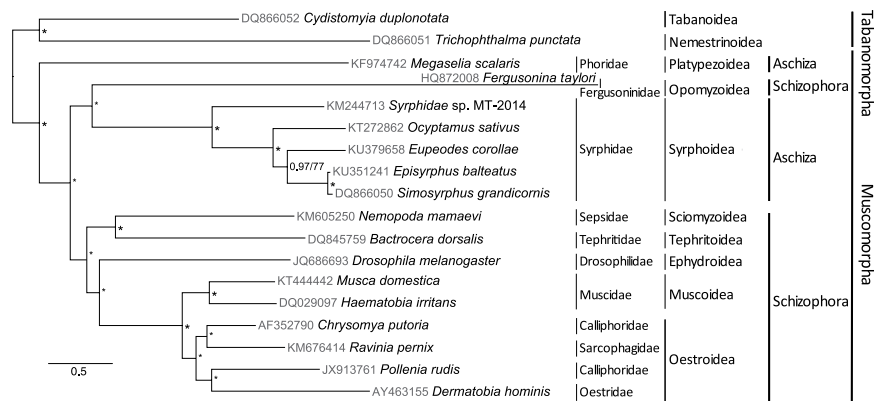 DQ866052 Cydistomyia duplonotata Tabanoidea Tabanomorpha
DQ866051 Trichophthalma punctata Nemestrinoidea
KF974742 Megaselia scalaris Phoridae Platypezoidea Aschiza
HQ872008 Fergusonina taylori Fergusoninidae Opomyzoidea Schizophora
KM244713 Syrphidae sp. MT-2014
KT272862 Ocyptamus sativus
KU379658 Eupeodes corollae Syrphidae Syrphoidea Aschiza
0.97/77
KU351241 Episyrphus balteatus
DQ866050 Simosyrphus grandicornis
Muscomorpha
KM605250 Nemopoda mamaevi Sepsidae Sciomyzoidea
DQ845759 Bactrocera dorsalis Tephritidae Tephritoidea
JQ686693 Drosophila melanogaster Drosophilidae Ephydroidea
KT444442 Musca domestica
Muscidae Muscoidea Schizophora
DQ029097 Haematobia irritans
AF352790 Chrysomya putoria Calliphoridae
KM676414 Ravinia pernix Sarcophagidae
Oestroidea
JX913761 Pollenia rudis Calliphoridae
0.5
AY463155 Dermatobia hominis Oestridae